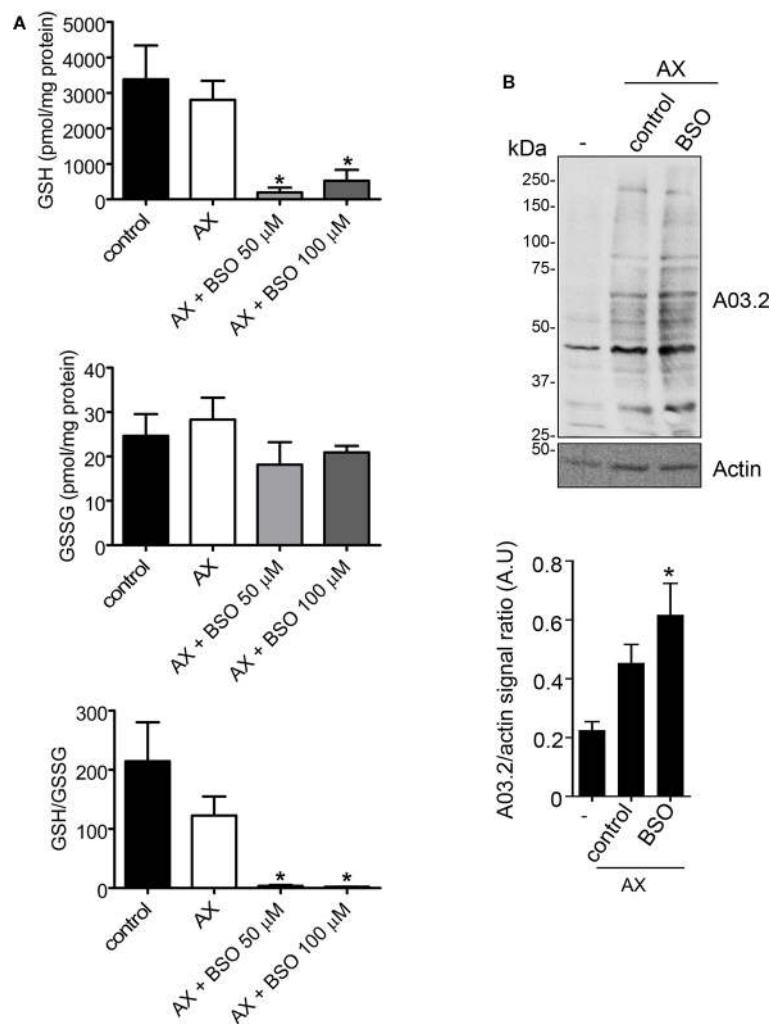 A
GSH (pmol/mg protein)
5000
4000
3000
2000
1000
0
*
*
control
AX
AX + BSO 50 μM
AX + BSO 100 μM
GSSG (pmol/mg protein)
40
30
20
10
0
control
AX
AX + BSO 50 μM
AX + BSO 100 μM
GSH/GSSG
300
200
100
0
*
*
control
AX
AX + BSO 50 μM
AX + BSO 100 μM
B
AX
kDa
-
control
BSO
250-
150-
100-
75-
50-
37-
25-
A03.2
50-
Actin
A03.2/actin signal ratio (A.U)
0.8
0.6
0.4
0.2
0
*
-
control
BSO
AX